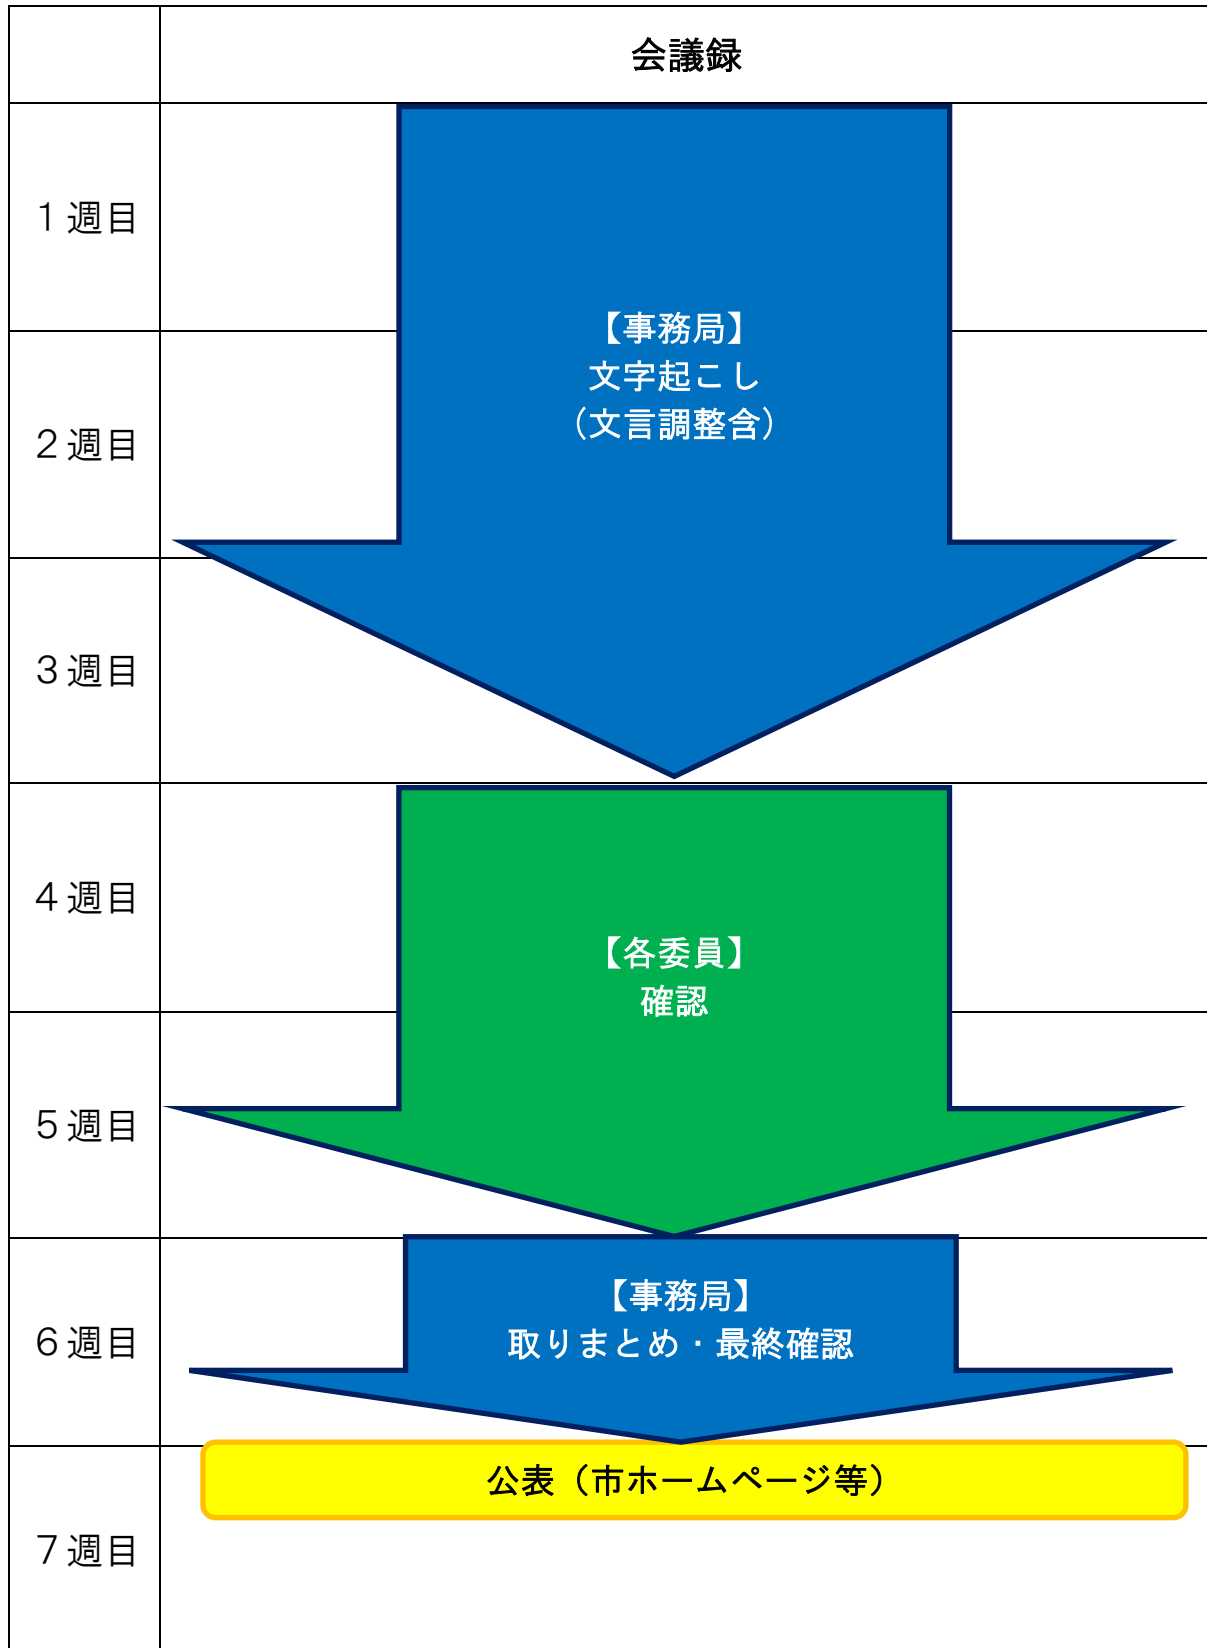 会議録
１週目
【事務局】
文字起こし
（文言調整含）
２週目
３週目
４週目
【各委員】
確認
５週目
６週目
【事務局】
取りまとめ・最終確認
公表（市ホームページ等）
７週目